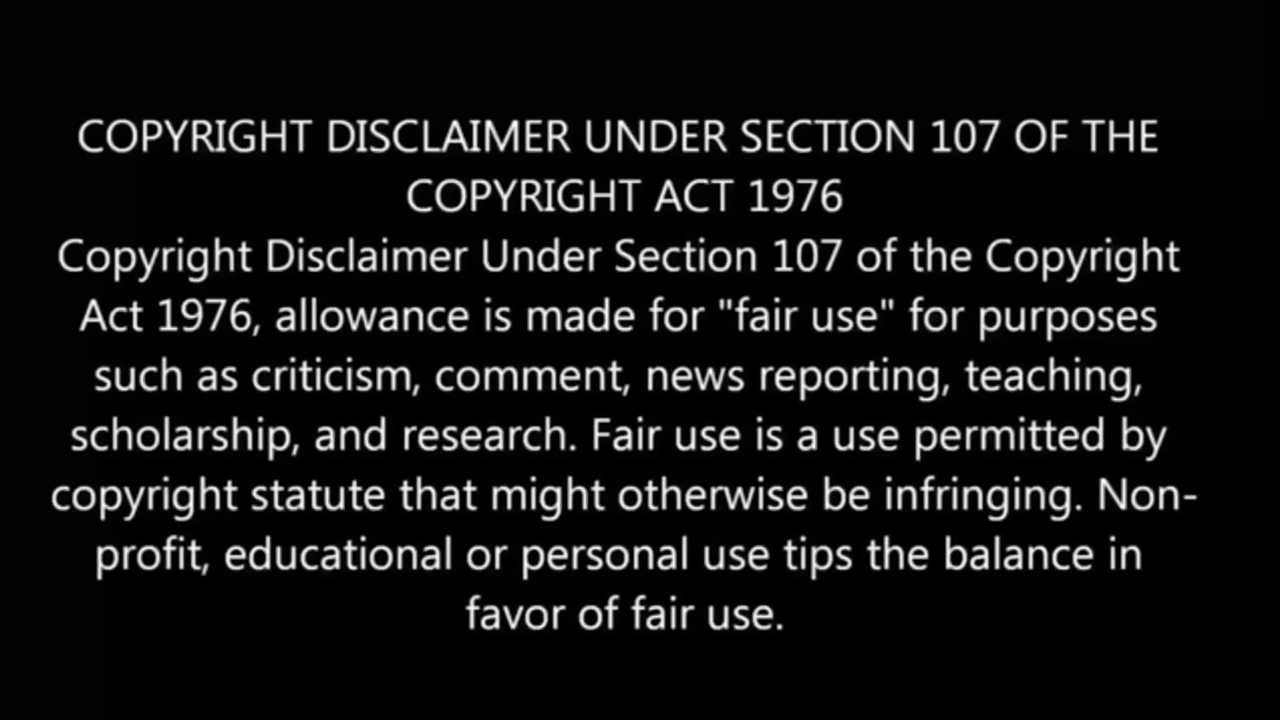 COPYRIGHT DISCLAIMER UNDER SECTION 107 OF THE
COPYRIGHT ACT 1976
Copyright Disclaimer Under Section 107 of the Copyright
Act 1976, allowance is made for "fair use" for purposes
such as criticism, comment, news reporting, teaching,
scholarship, and research. Fair use is a use permitted by
copyright statute that might otherwise be infringing. Non-
profit, educational or personal use tips the balance in
favor of fair use.